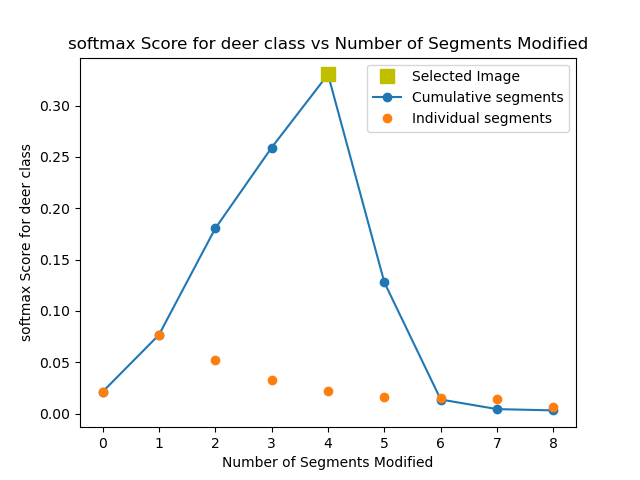 softmax Score for deer class vs Number of Segments Modified
Selected Image
Cumulative segments
Individual segments
softmax Score for deer class
0.30
0.25
0.20
0.15
0.10
0.05
0.00
0 1 2 3 4 5 6 7 8
Number of Segments Modified